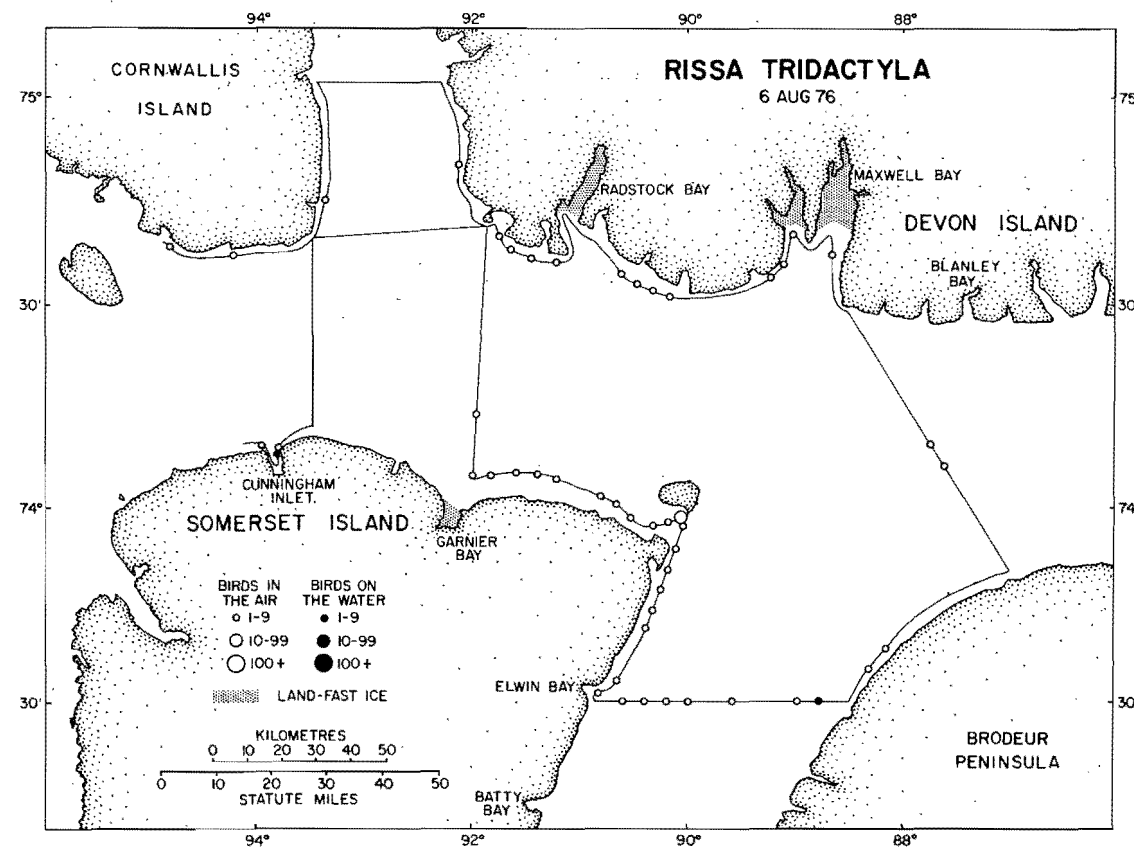 94° 92° 90° 88°
CORNWALLIS
ISLAND
RISSA TRIDACTYLA
6 AUG 76
75° 75
RADSTOCK BAY
MAXWELL BAY
DEVON ISLAND
BLANLEY
BAY
30' 30
CUNNINGHAM
INLET
74° 74
SOMERSET ISLAND
GARNIER
BAY
BIRDS IN
THE AIR
1-9
10-99
100+
BIRDS ON
THE WATER
1-9
10-99
100+
LAND-FAST ICE
ELWIN BAY
30' 30
KILOMETRES
0 10 20 30 40 50
0 10 20 30 40 50
STATUTE MILES
BRODEUR
PENINSULA
BATTY
BAY
94° 92° 90° 88°